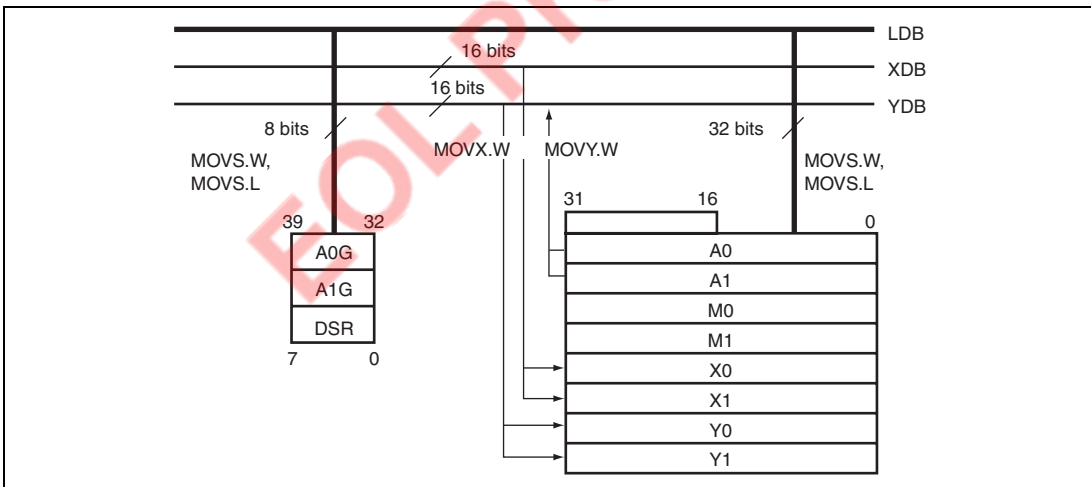 LDB
16 bits
XDB
16 bits
YDB
8 bits
32 bits
MOVX.W
MOVY.W
MOVS.W,
MOVS.L
MOVS.W,
MOVS.L
31
16
0
39
32
A0G
A1G
DSR
7
0
A0
A1
M0
M1
X0
X1
Y0
Y1
EOL